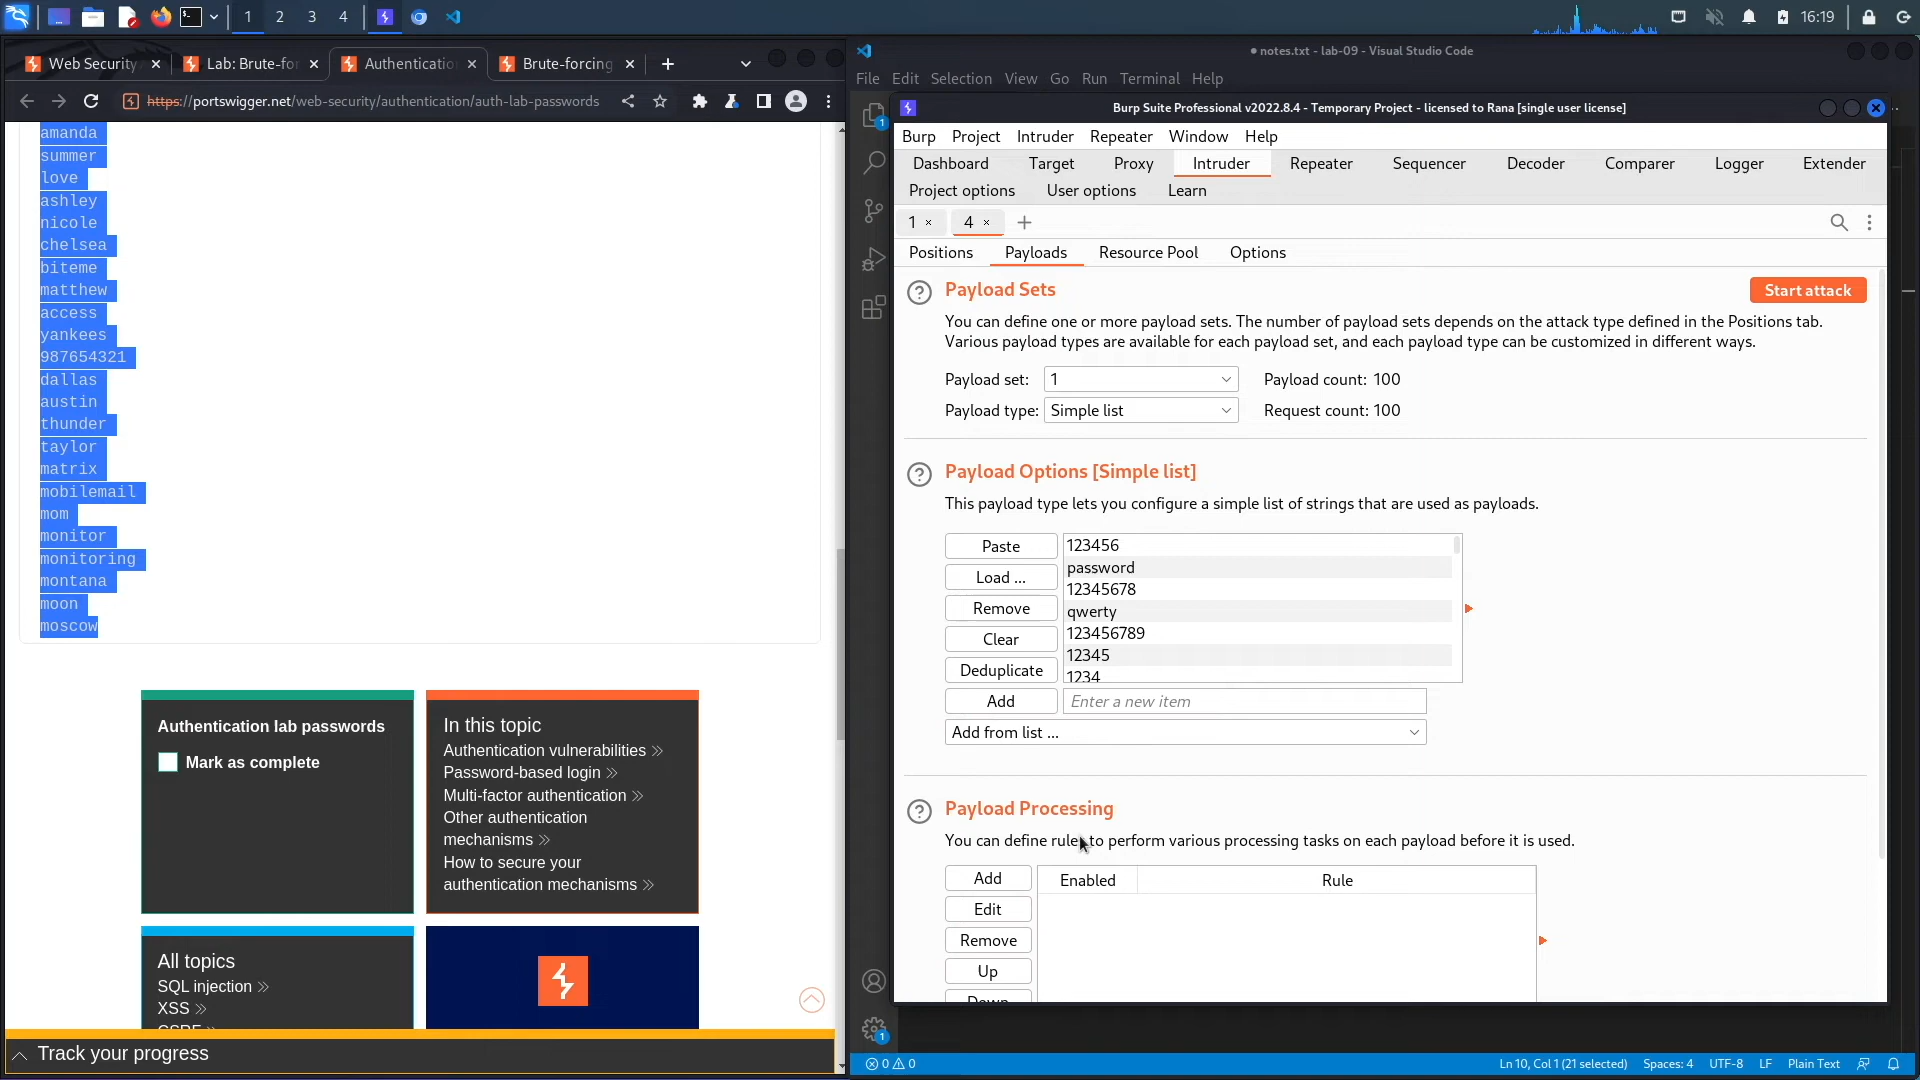 1
2
3
4
16:19
Web Security
Lab: Brute-fo
Authenticatio
Brute-forcing
https://portswigger.net/web-security/authentication/auth-lab-passwords
amanda
summer
love
ashley
nicole
chelsea
biteme
matthew
access
yankees
987654321
dallas
austin
thunder
taylor
matrix
mobilemail
mom
monitor
monitoring
montana
moon
moscow
Authentication lab passwords
Mark as complete
In this topic
Authentication vulnerabilities
Password-based login
Multi-factor authentication
Other authentication
mechanisms
How to secure your
authentication mechanisms
All topics
SQL injection
XSS
CSRF
Track your progress
● notes.txt - lab-09 - Visual Studio Code
File Edit Selection View Go Run Terminal Help
1
Burp Suite Professional v2022.8.4 - Temporary Project - licensed to Rana [single user license]
Burp Project Intruder Repeater Window Help
Dashboard Target Proxy Intruder Repeater Sequencer Decoder Comparer Logger Extender
Project options User options Learn
1 × 4 × +
Positions Payloads Resource Pool Options
Payload Sets
Start attack
You can define one or more payload sets. The number of payload sets depends on the attack type defined in the Positions tab.
Various payload types are available for each payload set, and each payload type can be customized in different ways.
Payload set: 1 Payload count: 100
Payload type: Simple list Request count: 100
Payload Options [Simple list]
This payload type lets you configure a simple list of strings that are used as payloads.
Paste
Load ...
Remove
Clear
Deduplicate
123456
password
12345678
qwerty
123456789
12345
1234
Add Enter a new item
Add from list ...
Payload Processing
You can define rules to perform various processing tasks on each payload before it is used.
Add
Edit
Remove
Up
Down
Enabled Rule
1
0 0
Ln 10, Col 1 (21 selected) Spaces: 4 UTF-8 LF Plain Text